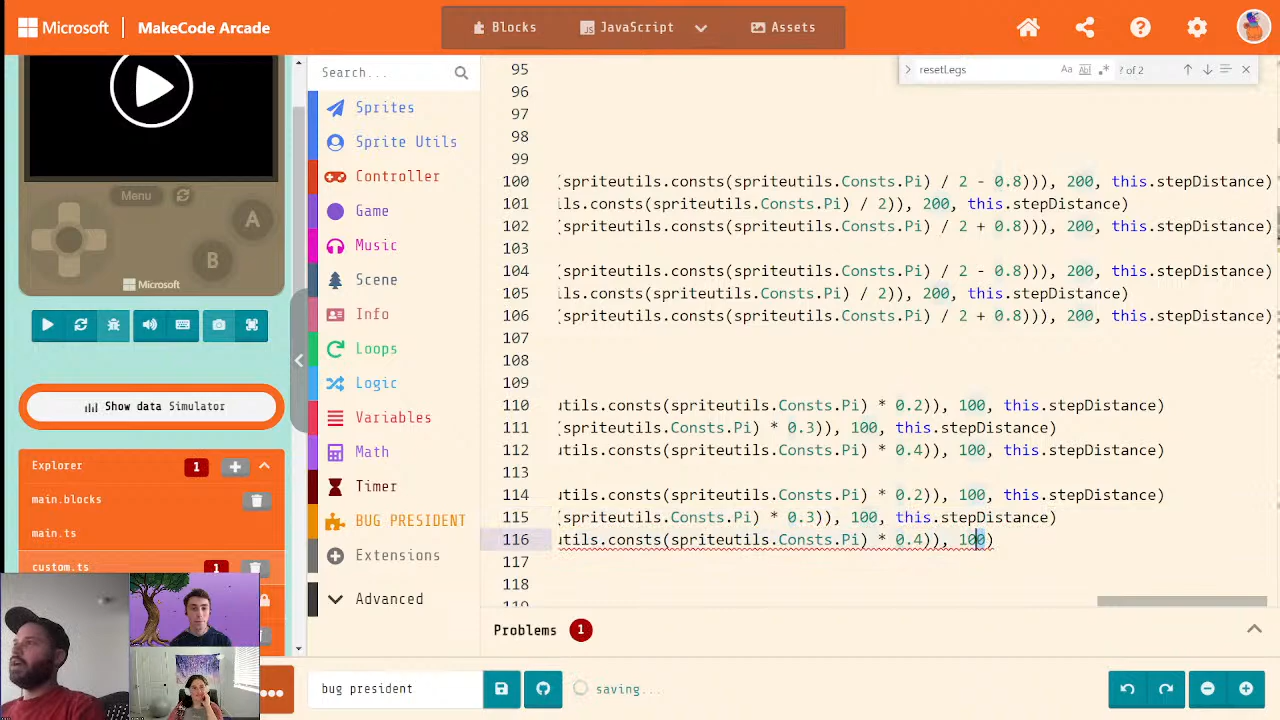 Microsoft
MakeCode Arcade
Blocks
JavaScript
Assets
Menu
A
B
Microsoft
Show data Simulator
Explorer
1
main.blocks
main.ts
custom.ts
1
Search...
Sprites
Sprite Utils
Controller
Game
Music
Scene
Info
Loops
Logic
Variables
Math
Timer
BUG PRESIDENT
Extensions
Advanced
resetLegs
? of 2
95
96
97
98
99
100 (spriteutils.consts(spriteutils.Consts.Pi) / 2 - 0.8))), 200, this.stepDistance)
101 ils.consts(spriteutils.Consts.Pi) / 2)), 200, this.stepDistance)
102 (spriteutils.consts(spriteutils.Consts.Pi) / 2 + 0.8))), 200, this.stepDistance)
103
104 (spriteutils.consts(spriteutils.Consts.Pi) / 2 - 0.8))), 200, this.stepDistance)
105 ils.consts(spriteutils.Consts.Pi) / 2)), 200, this.stepDistance)
106 (spriteutils.consts(spriteutils.Consts.Pi) / 2 + 0.8))), 200, this.stepDistance)
107
108
109
110 utils.consts(spriteutils.Consts.Pi) * 0.2)), 100, this.stepDistance)
111 (spriteutils.Consts.Pi) * 0.3)), 100, this.stepDistance)
112 utils.consts(spriteutils.Consts.Pi) * 0.4)), 100, this.stepDistance)
113
114 utils.consts(spriteutils.Consts.Pi) * 0.2)), 100, this.stepDistance)
115 (spriteutils.Consts.Pi) * 0.3)), 100, this.stepDistance)
116 utils.consts(spriteutils.Consts.Pi) * 0.4)), 100)
117
118
119
Problems 1
bug president
saving...